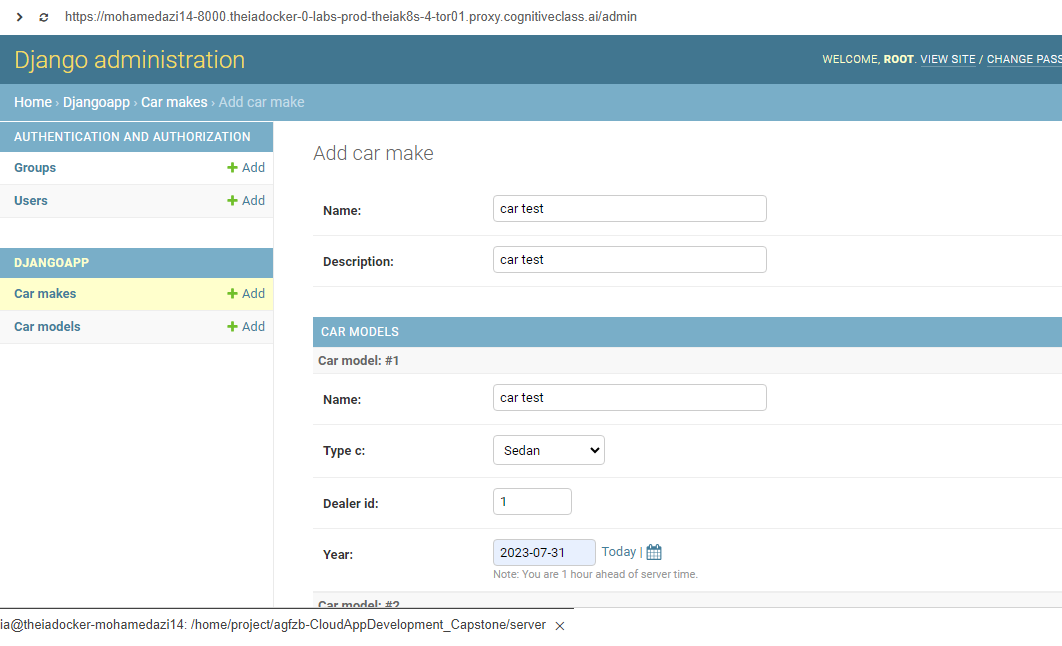 https://mohamedazi14-8000.theiadocker-0-labs-prod-theiak8s-4-tor01.proxy.cognitiveclass.ai/admin
Django administration
WELCOME, ROOT. VIEW SITE / CHANGE PASS
Home › Djangoapp › Car makes › Add car make
AUTHENTICATION AND AUTHORIZATION
Groups + Add
Users + Add
DJANGOAPP
Car makes + Add
Car models + Add
Add car make
Name: car test
Description: car test
CAR MODELS
Car model: #1
Name: car test
Type c: Sedan
Dealer id: 1
Year: 2023-07-31 Today |
Note: You are 1 hour ahead of server time.
Car model: #2
ia@theiadocker-mohamedazi14: /home/project/agfzb-CloudAppDevelopment_Capstone/server ×